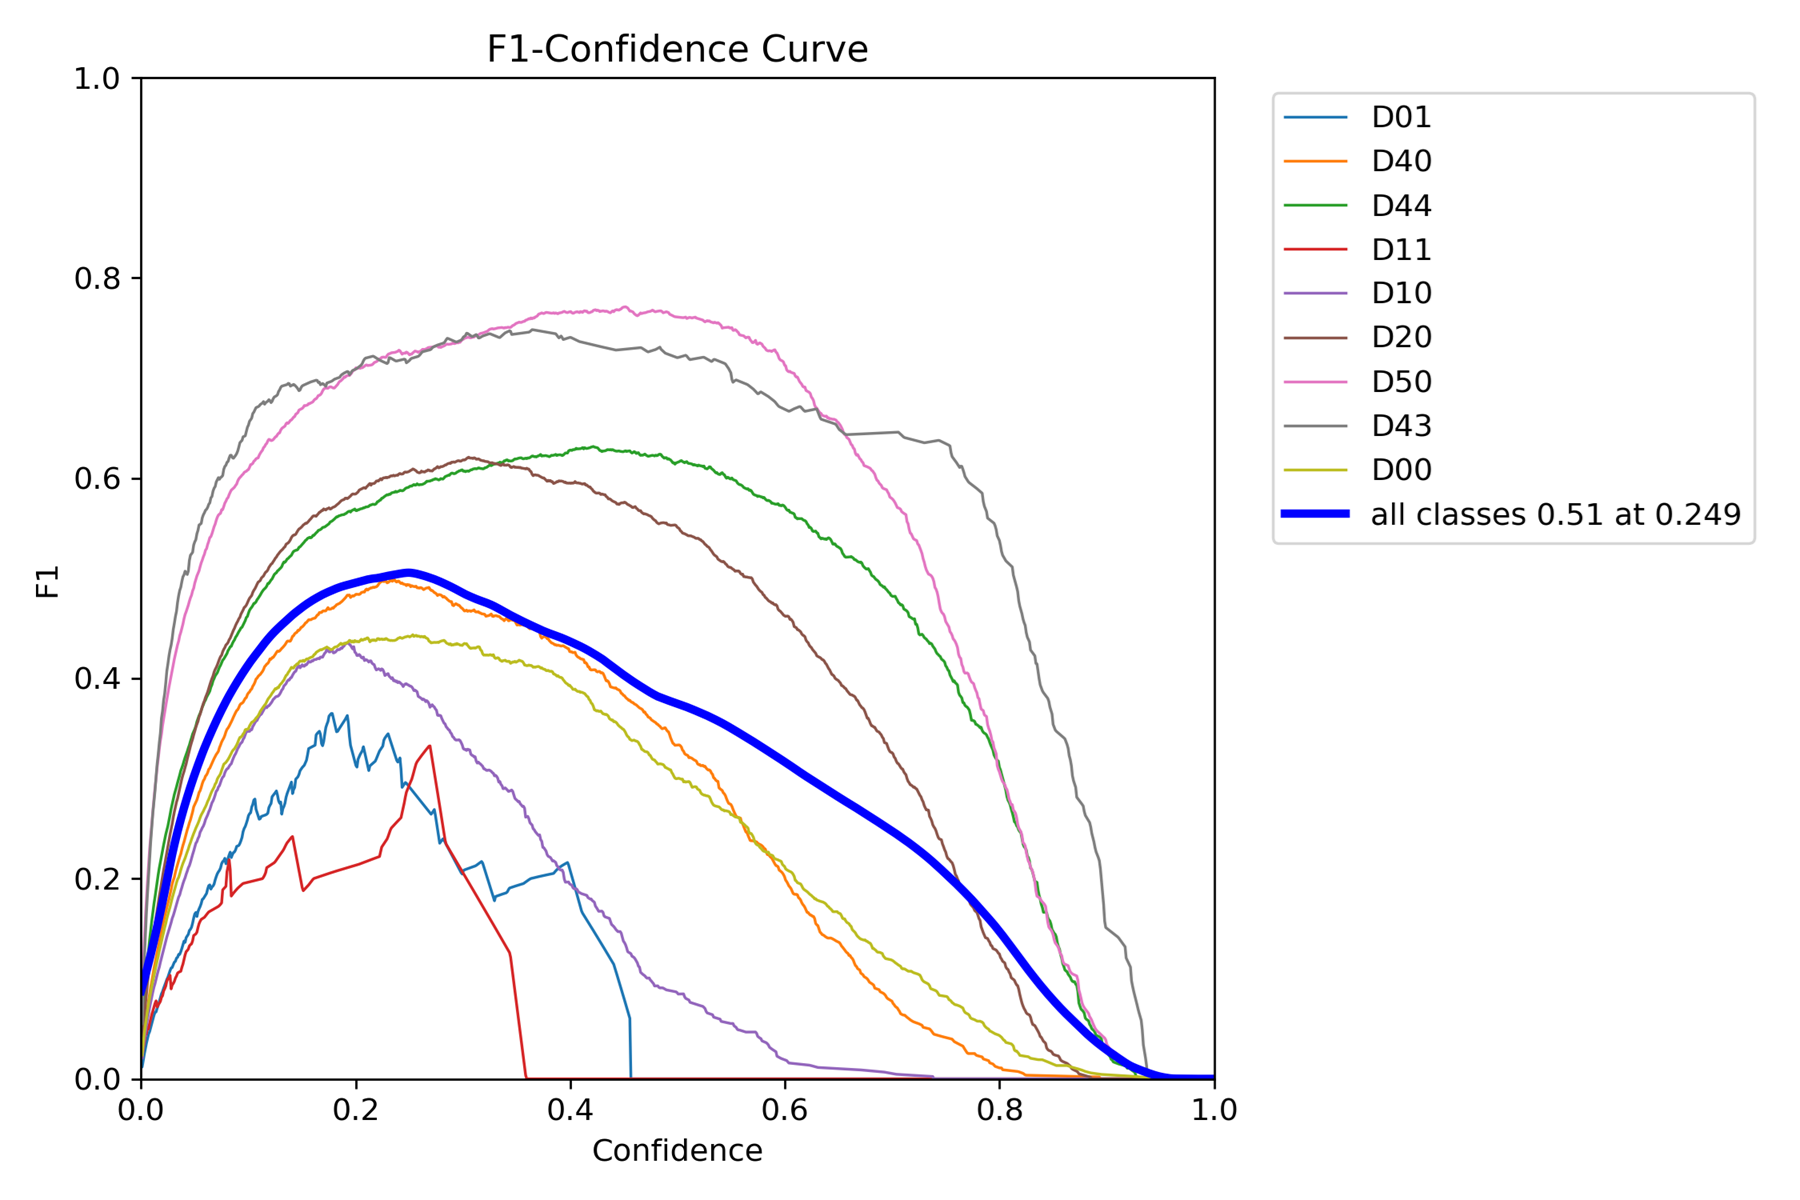 F1-Confidence Curve
1.0
0.8
0.6
0.4
0.2
0.0
F1
0.0 0.2 0.4 0.6 0.8 1.0
Confidence
D01
D40
D44
D11
D10
D20
D50
D43
D00
all classes 0.51 at 0.249